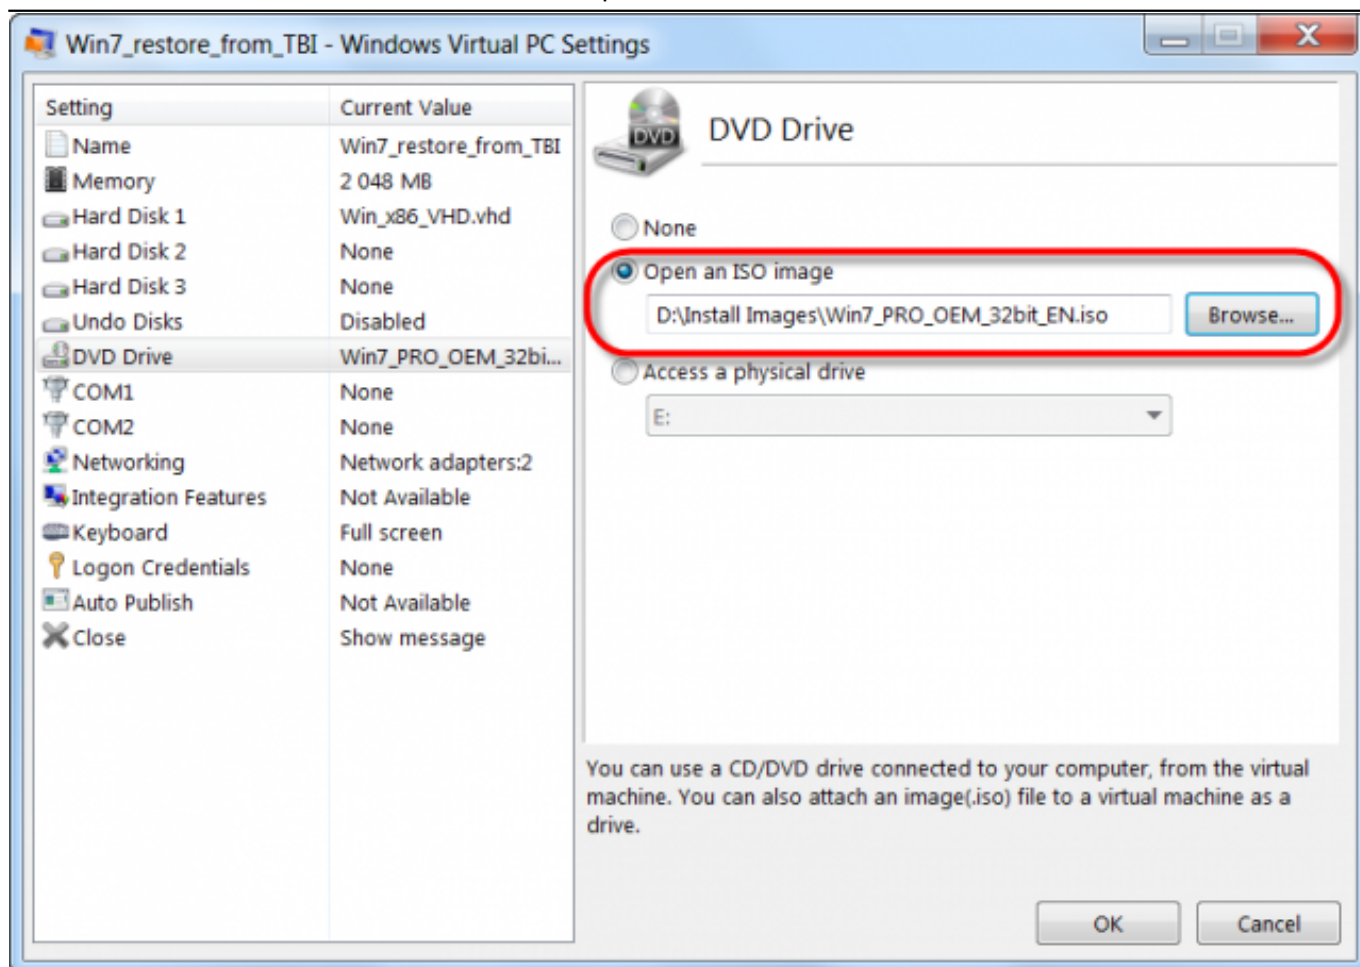 Win7_restore_from_TBI - Windows Virtual PC Settings
Setting Current Value
Name Win7_restore_from_TBI
Memory 2 048 MB
Hard Disk 1 Win_x86_VHD.vhd
Hard Disk 2 None
Hard Disk 3 None
Undo Disks Disabled
DVD Drive Win7_PRO_OEM_32bi...
COM1 None
COM2 None
Networking Network adapters:2
Integration Features Not Available
Keyboard Full screen
Logon Credentials None
Auto Publish Not Available
Close Show message
DVD
DVD Drive
None
Open an ISO image
D:\Install Images\Win7_PRO_OEM_32bit_EN.iso Browse...
Access a physical drive
E:
You can use a CD/DVD drive connected to your computer, from the virtual
machine. You can also attach an image(.iso) file to a virtual machine as a
drive.
OK Cancel